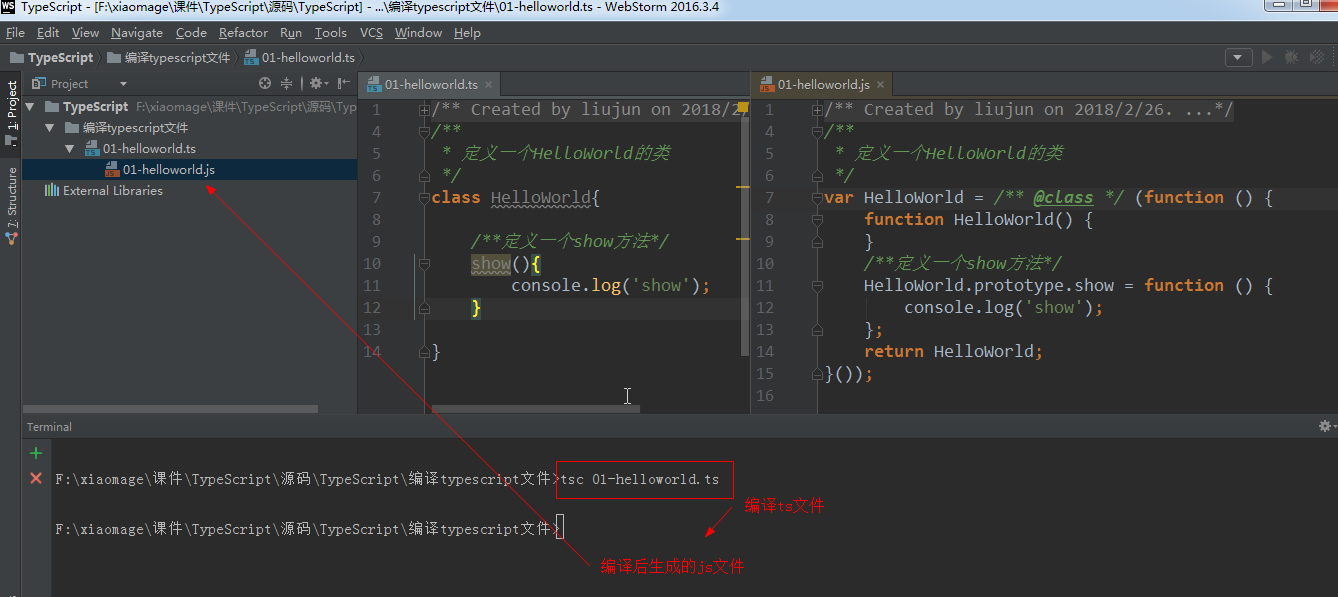 TypeScript - [F:\xiaomage\课件\TypeScript\源码\TypeScript] - ...\编译typescript文件\01-helloworld.ts - WebStorm 2016.3.4
File Edit View Navigate Code Refactor Run Tools VCS Window Help
TypeScript 编译typescript文件 01-helloworld.ts
1: Project
7: Structure
Project
TypeScript F:\xiaomage\课件\TypeScript\源码\Typ
编译typescript文件
01-helloworld.ts
01-helloworld.js
External Libraries
01-helloworld.ts
1 /** Created by liujun on 2018/2/
4 /**
5 * 定义一个HelloWorld的类
6 */
7 class HelloWorld{
8
9 /**定义一个show方法*/
10 show(){
11 console.log('show');
12 }
13
14 }
01-helloworld.js
1 /** Created by liujun on 2018/2/26. ...*/
4 /**
5 * 定义一个HelloWorld的类
6 */
7 var HelloWorld = /** @class */ (function () {
8 function HelloWorld() {
9 }
10 /**定义一个show方法*/
11 HelloWorld.prototype.show = function () {
12 console.log('show');
13 };
14 return HelloWorld;
15 }());
16
Terminal
F:\xiaomage\课件\TypeScript\源码\TypeScript\编译typescript文件>tsc 01-helloworld.ts
编译ts文件
F:\xiaomage\课件\TypeScript\源码\TypeScript\编译typescript文件>
编译后生成的js文件